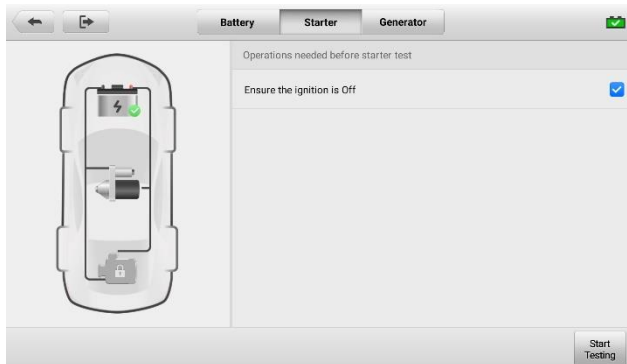 Battery
Starter
Generator
Operations needed before starter test
Ensure the ignition is Off
Start
Testing